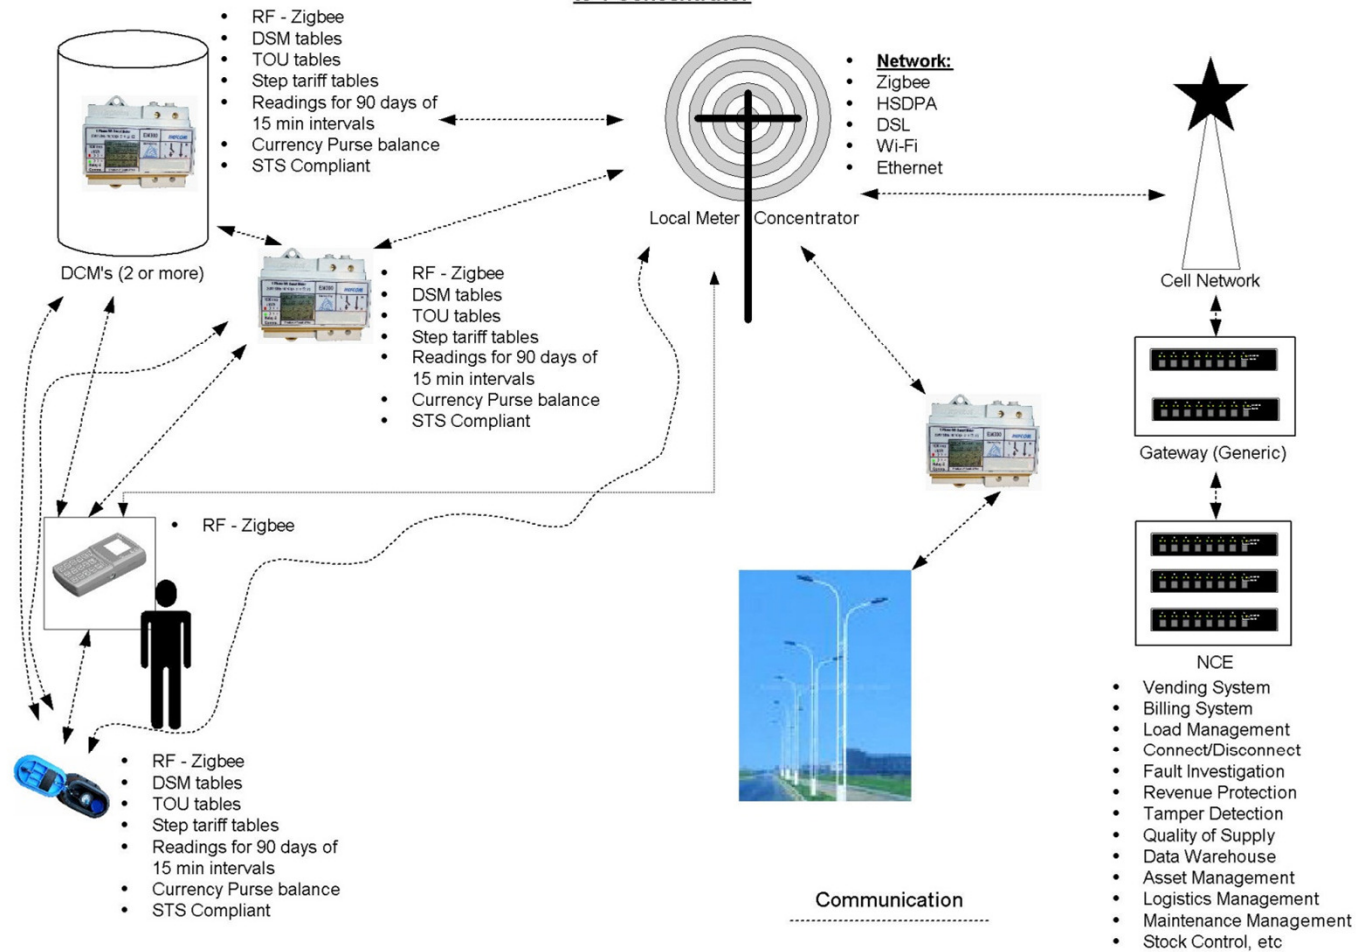 RF - Zigbee
DSM tables
TOU tables
Step tariff tables
Readings for 90 days of
15 min intervals
Currency Purse balance
STS Compliant
DCM's (2 or more)
Network:
Zigbee
HSDPA
DSL
Wi-Fi
Ethernet
Local Meter Concentrator
Cell Network
RF - Zigbee
DSM tables
TOU tables
Step tariff tables
Readings for 90 days of
15 min intervals
Currency Purse balance
STS Compliant
Gateway (Generic)
RF - Zigbee
NCE
Vending System
Billing System
Load Management
Connect/Disconnect
Fault Investigation
Revenue Protection
Tamper Detection
Quality of Supply
Data Warehouse
Asset Management
Logistics Management
Maintenance Management
Stock Control, etc
RF - Zigbee
DSM tables
TOU tables
Step tariff tables
Readings for 90 days of
15 min intervals
Currency Purse balance
STS Compliant
Communication